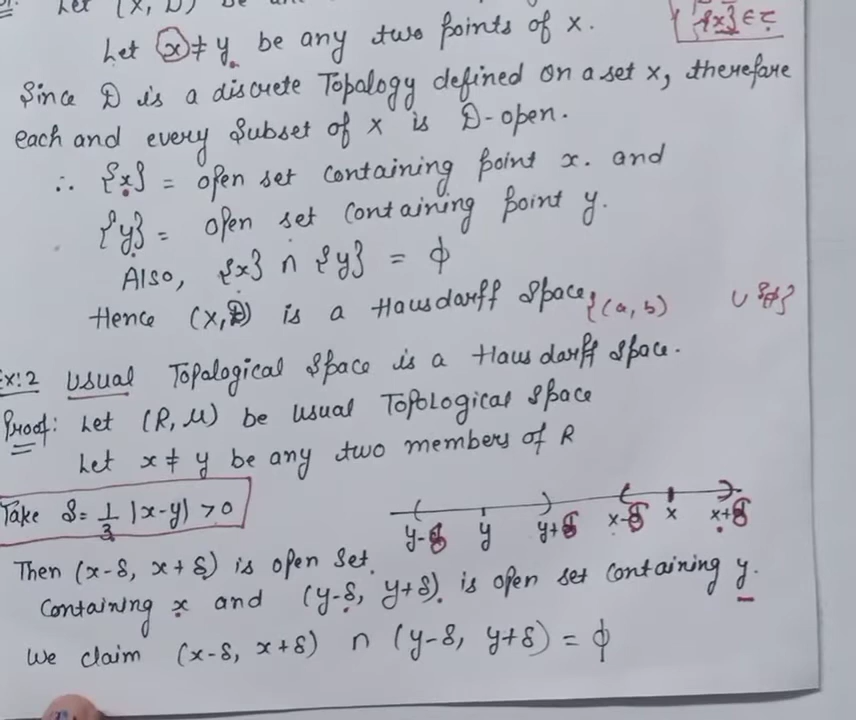 Let (X, D) be an
Let x ≠ y be any two points of X.
{x} ∈ τ
Since D is a discrete Topology defined on a set X, therefore
each and every subset of X is D-open.
∴ {x} = open set containing point x. and
{y} = open set containing point y.
Also, {x} ∩ {y} = ϕ
Hence (X, D) is a Hausdorff Space
{(a, b) ∪ {ϕ}
Ex:2 Usual Topological Space is a Hausdorff space.
Proof: Let (R, U) be usual Topological space
Let x ≠ y be any two members of R
Take δ = 1/3 |x-y| > 0
y-δ y y+δ x-δ x x+δ
Then (x-δ, x+δ) is open set.
Containing x and (y-δ, y+δ). is open set containing y.
We claim (x-δ, x+δ) ∩ (y-δ, y+δ) = ϕ